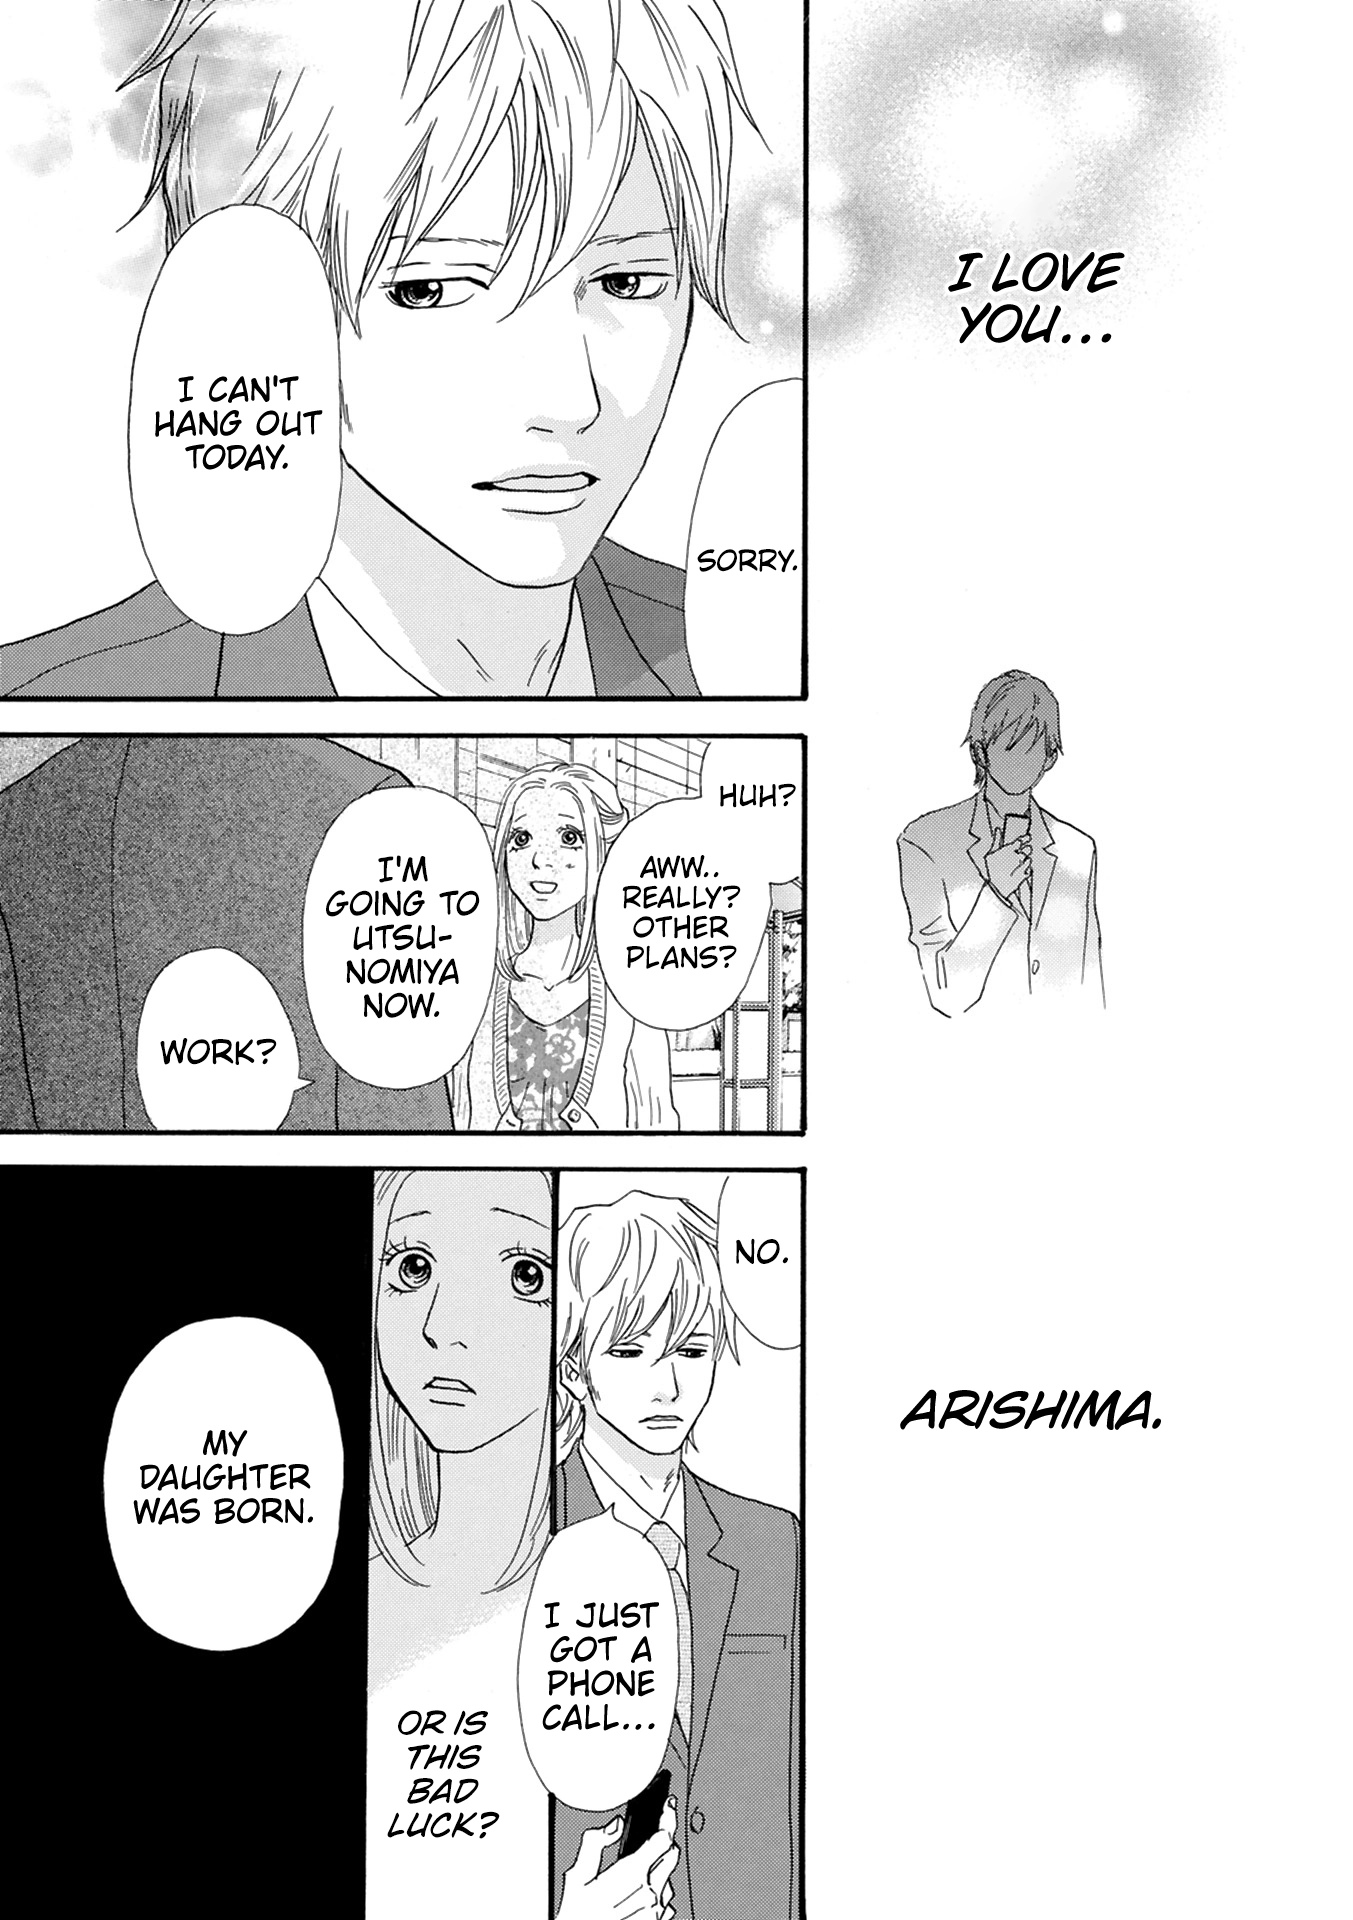 I LOVE
YOU...
ARISHIMA.
SORRY.
I CAN'T
HANG OUT
TODAY.
HUH?
AWW..
REALLY?
OTHER
PLANS?
I'M
GOING TO
UTSU-
NOMIYA
NOW.
WORK?
NO.
I JUST
GOT A
PHONE
CALL...
OR IS
THIS
BAD
LUCK?
MY
DAUGHTER
WAS BORN.